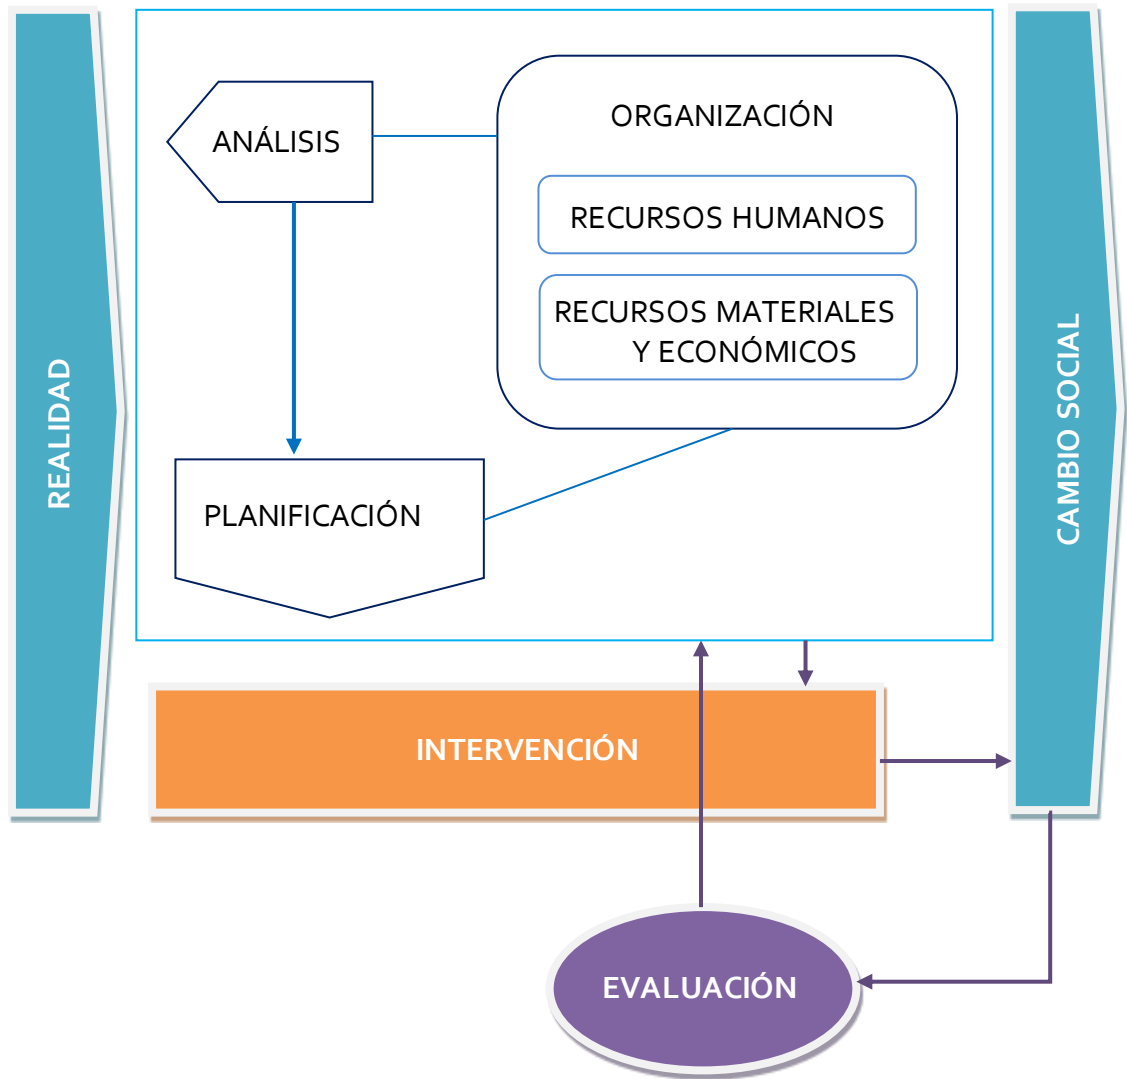 REALIDAD
ANÁLISIS
ORGANIZACIÓN
RECURSOS HUMANOS
RECURSOS MATERIALES
Y ECONÓMICOS
PLANIFICACIÓN
CAMBIO SOCIAL
INTERVENCIÓN
EVALUACIÓN